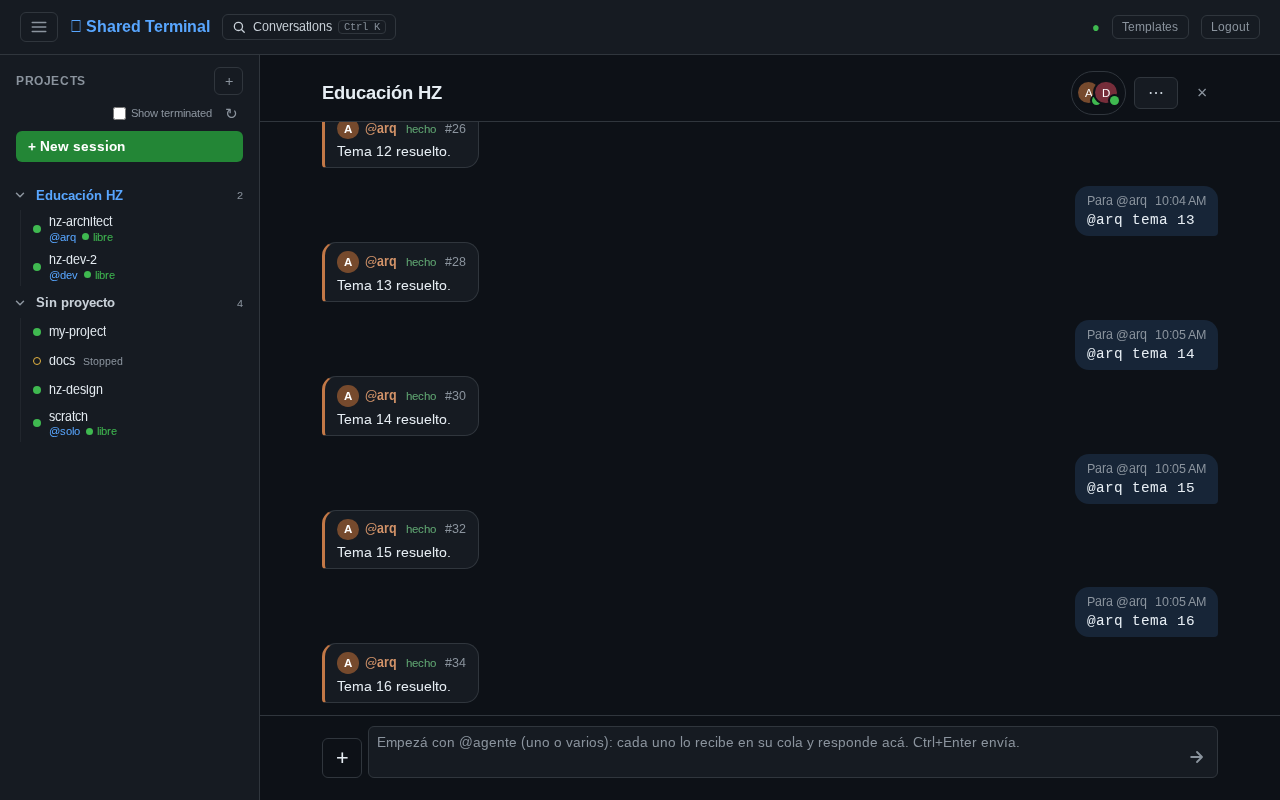 Shared Terminal
Conversations Ctrl K
Templates
Logout
PROJECTS
+
Show terminated ↻
+ New session
Educación HZ 2
hz-architect
@arq libre
hz-dev-2
@dev libre
Sin proyecto 4
my-project
docs Stopped
hz-design
scratch
@solo libre
Educación HZ
A D
⋯ ×
A @arq hecho #26
Tema 12 resuelto.
Para @arq 10:04 AM
@arq tema 13
A @arq hecho #28
Tema 13 resuelto.
Para @arq 10:05 AM
@arq tema 14
A @arq hecho #30
Tema 14 resuelto.
Para @arq 10:05 AM
@arq tema 15
A @arq hecho #32
Tema 15 resuelto.
Para @arq 10:05 AM
@arq tema 16
A @arq hecho #34
Tema 16 resuelto.
+
Empezá con @agente (uno o varios): cada uno lo recibe en su cola y responde acá. Ctrl+Enter envía.